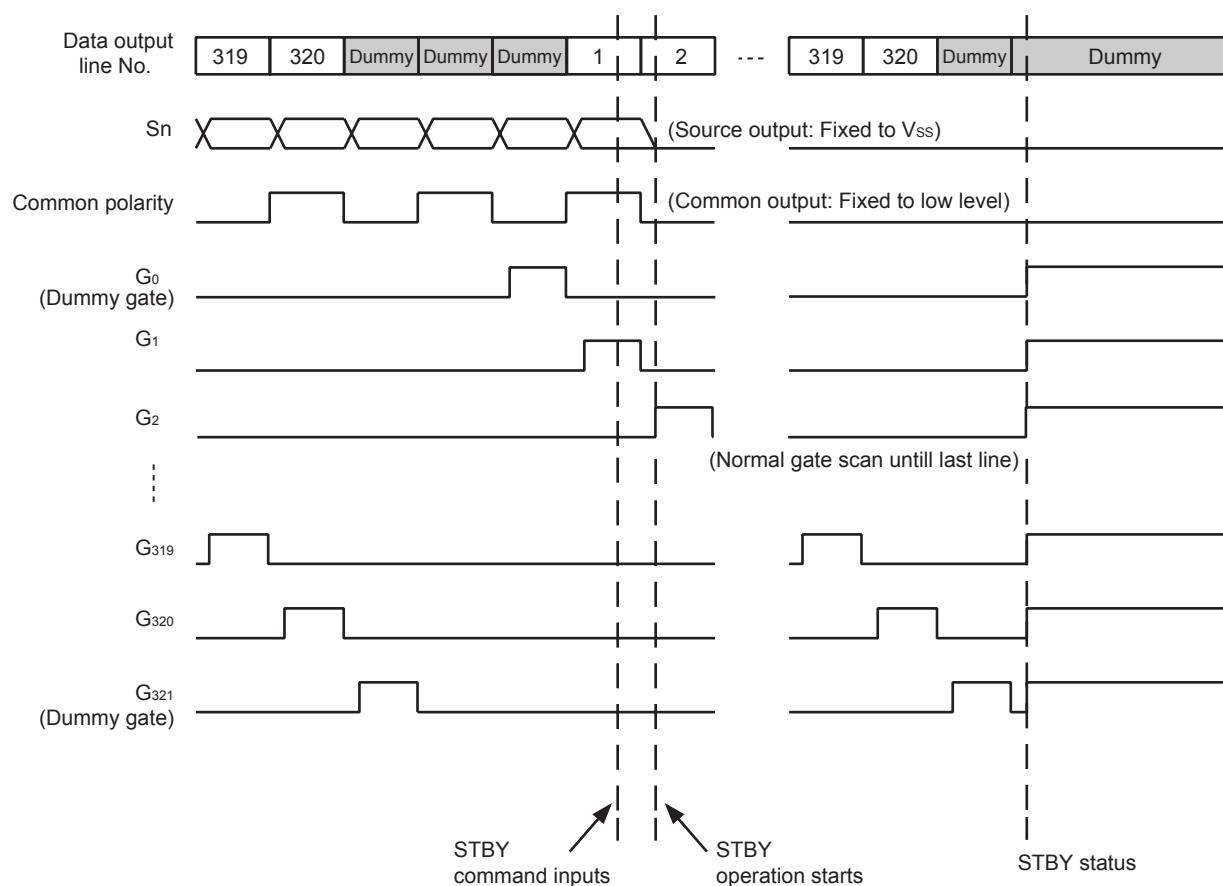 Data output
line No.
319 320 Dummy Dummy Dummy 1 2 --- 319 320 Dummy Dummy
Sn
(Source output: Fixed to VSS)
Common polarity
(Common output: Fixed to low level)
G0
(Dummy gate)
G1
G2
(Normal gate scan untill last line)
G319
G320
G321
(Dummy gate)
STBY
command inputs
STBY
operation starts
STBY status